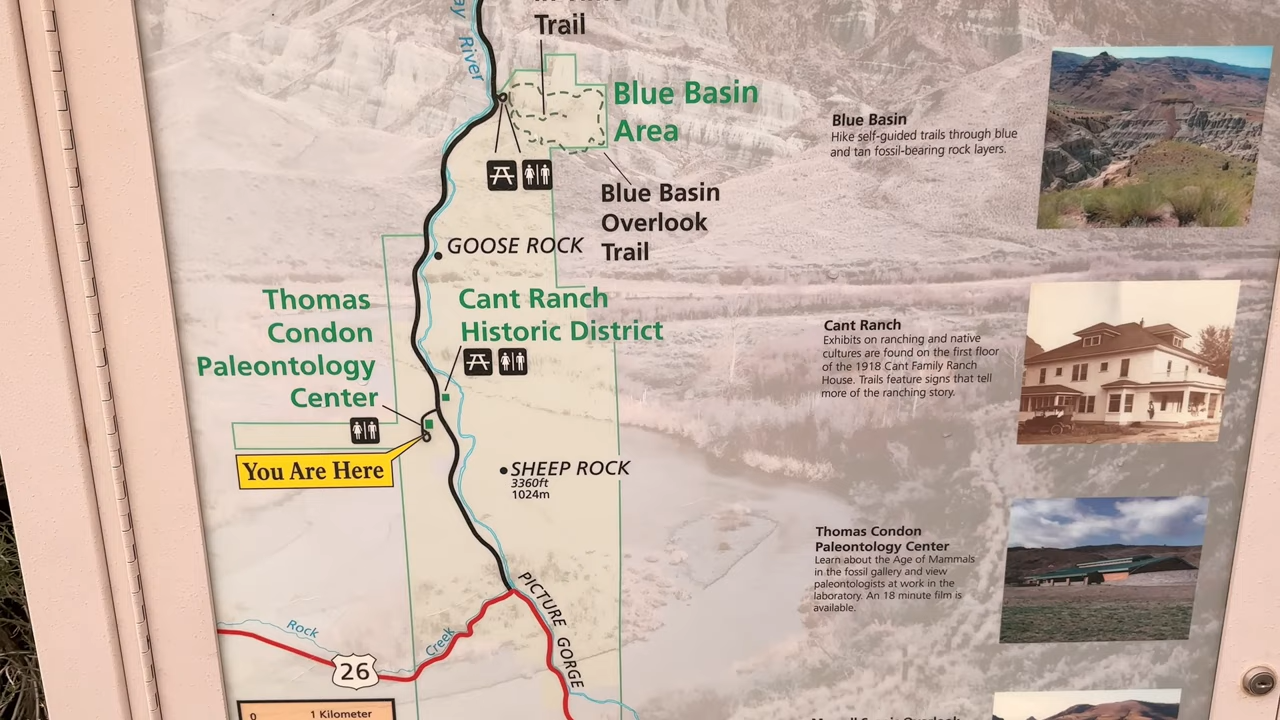 Trail
River
Blue Basin
Area
Blue Basin
Overlook
Trail
GOOSE ROCK
Thomas
Condon
Paleontology
Center
Cant Ranch
Historic District
You Are Here
SHEEP ROCK
3360ft
1024m
PICTURE GORGE
Rock
Creek
26
0
1 Kilometer
Blue Basin
Hike self-guided trails through blue
and tan fossil-bearing rock layers.
Cant Ranch
Exhibits on ranching and native
cultures are found on the first floor
of the 1918 Cant Family Ranch
House. Trails feature signs that tell
more of the ranching story.
Thomas Condon
Paleontology Center
Learn about the Age of Mammals
in the fossil gallery and view
paleontologists at work in the
laboratory. An 18 minute film is
available.